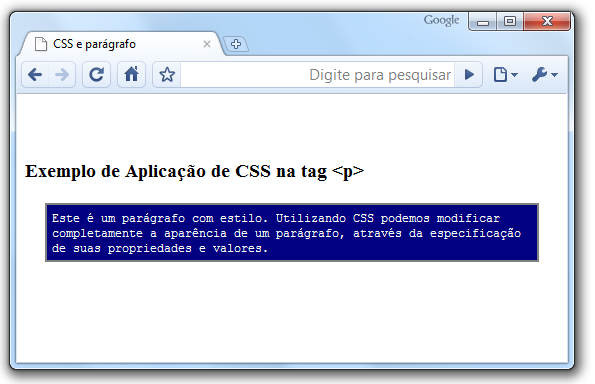 Google
CSS e parágrafo
Digite para pesquisar
Exemplo de Aplicação de CSS na tag <p>
Este é um parágrafo com estilo. Utilizando CSS podemos modificar
completamente a aparência de um parágrafo, através da especificação
de suas propriedades e valores.